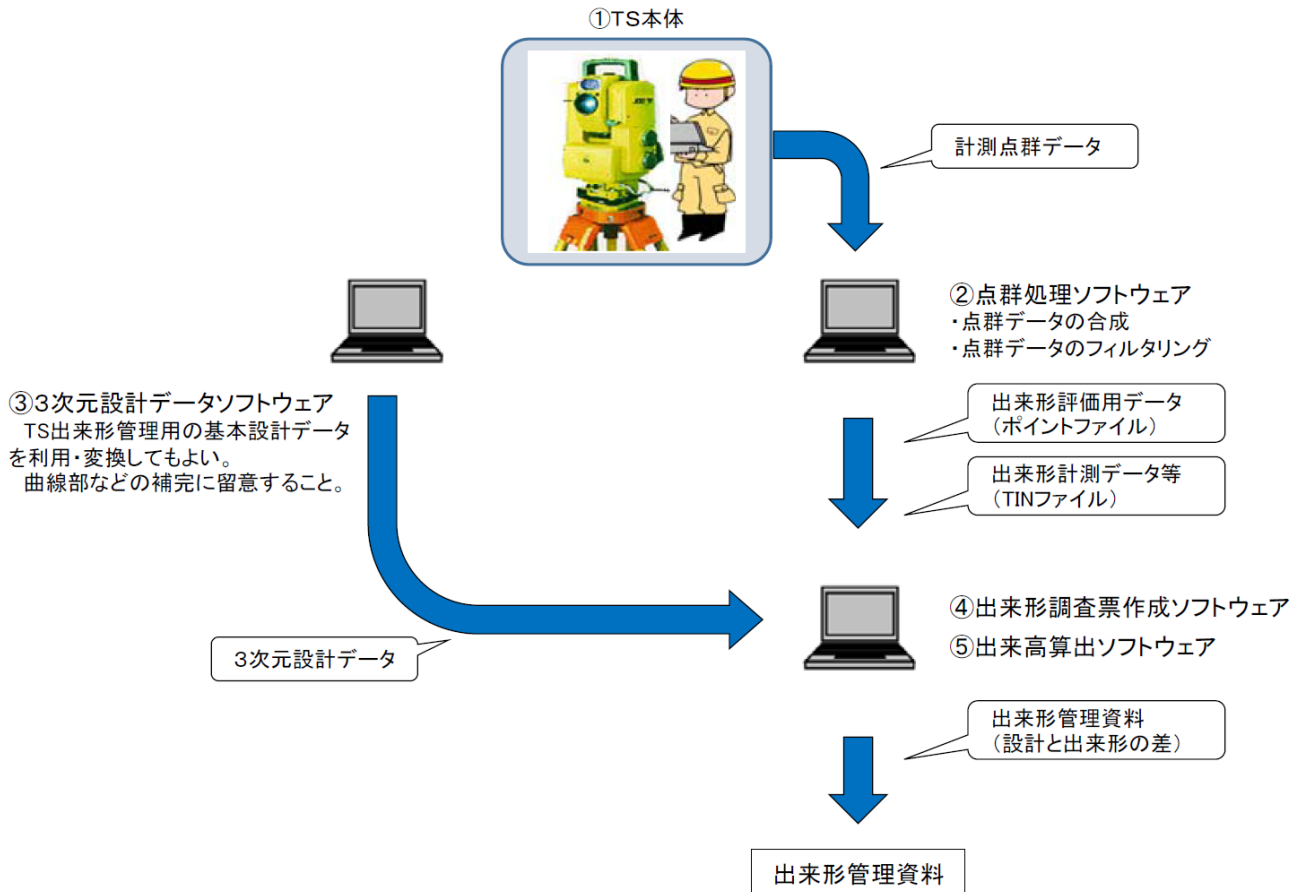 ①TS本体
計測点群データ
②点群処理ソフトウェア
・点群データの合成
・点群データのフィルタリング
③3次元設計データソフトウェア
TS出来形管理用の基本設計データ
を利用・変換してもよい。
曲線部などの補完に留意すること。
出来形評価用データ
（ポイントファイル）
出来形計測データ等
（TINファイル）
3次元設計データ
④出来形調査票作成ソフトウェア
⑤出来高算出ソフトウェア
出来形管理資料
（設計と出来形の差）
出来形管理資料